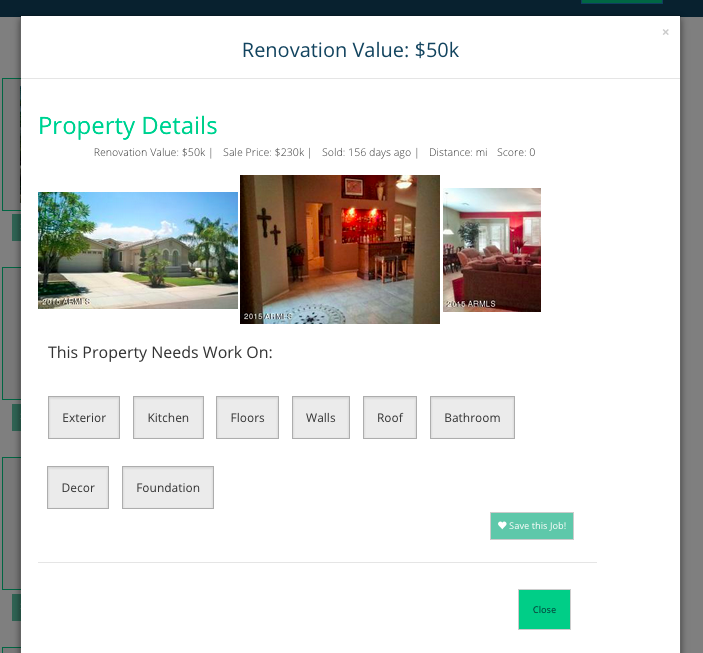 ×
Renovation Value: $50k
Property Details
Renovation Value: $50k | Sale Price: $230k | Sold: 156 days ago | Distance: mi Score: 0
2015 ARMLS
2015 ARMLS
2015 ARMLS
This Property Needs Work On:
Exterior Kitchen Floors Walls Roof Bathroom
Decor Foundation
Save this Job!
Close